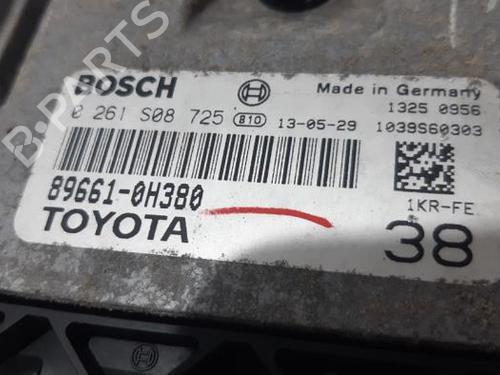 B-PARTS
BOSCH
Made in Germany
0 261 S08 725 B10 13-05-29
1325 0956
1039S60303
89661-0H380
1KR-FE
TOYOTA
38